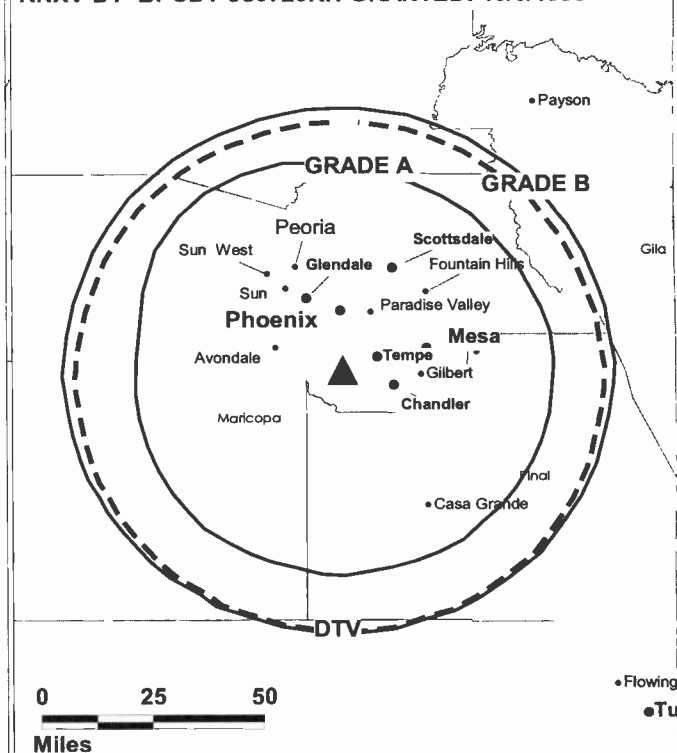 Payson
GRADE A
GRADE B
Peoria
Sun West
Scottsdale
Gila
Glendale
Fountain Hills
Sun
Paradise Valley
Phoenix
Mesa
Avondale
Tempe
Gilbert
Chandler
Maricopa
Pinal
Casa Grande
DTV
Flowing
Tu
0 25 50
Miles